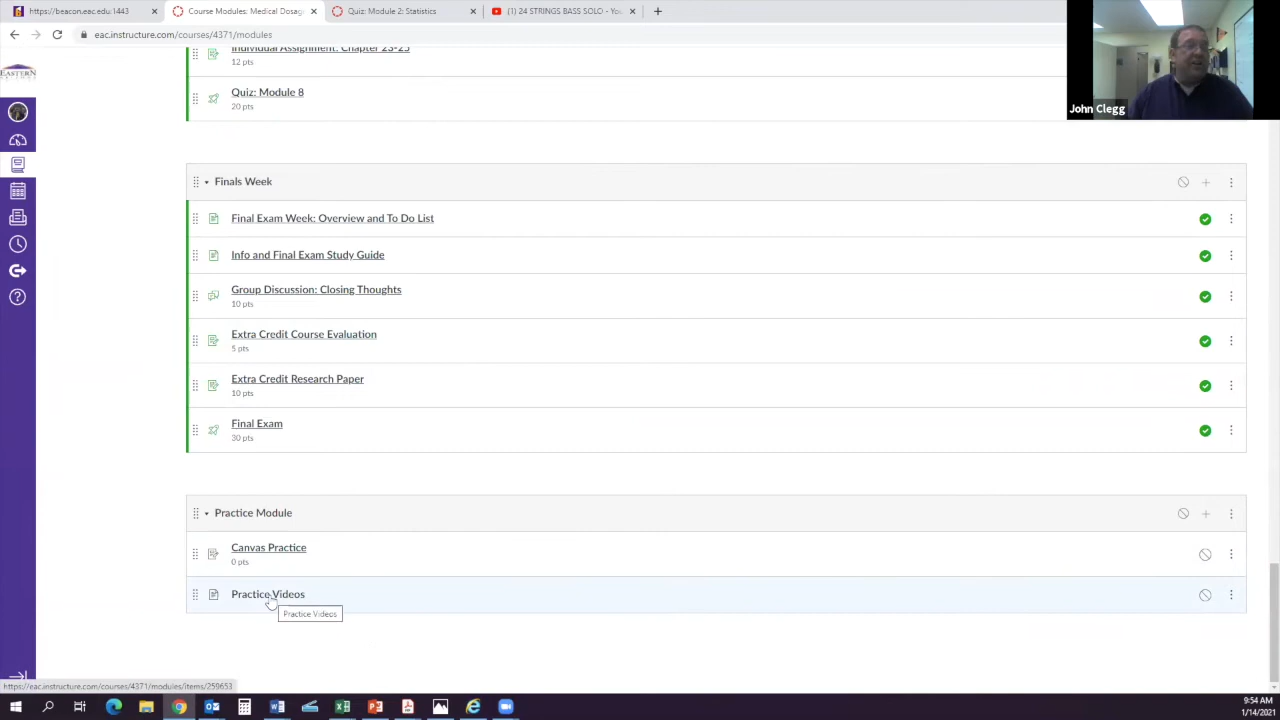 https://beacon.eac.edu:1443
Course Modules: Medical Dosag
Quiz: Module 2: Statistics
(1) 24 STRINGS BASS SOLO - You
eac.instructure.com/courses/4371/modules
Individual Assignment: Chapter 23-25
12 pts
Quiz: Module 8
20 pts
John Clegg
EASTERN
Finals Week
Final Exam Week: Overview and To Do List
Info and Final Exam Study Guide
Group Discussion: Closing Thoughts
10 pts
Extra Credit Course Evaluation
5 pts
Extra Credit Research Paper
10 pts
Final Exam
30 pts
Practice Module
Canvas Practice
0 pts
Practice Videos
Practice Videos
https://eac.instructure.com/courses/4371/modules/items/259653
9:54 AM
1/14/2021